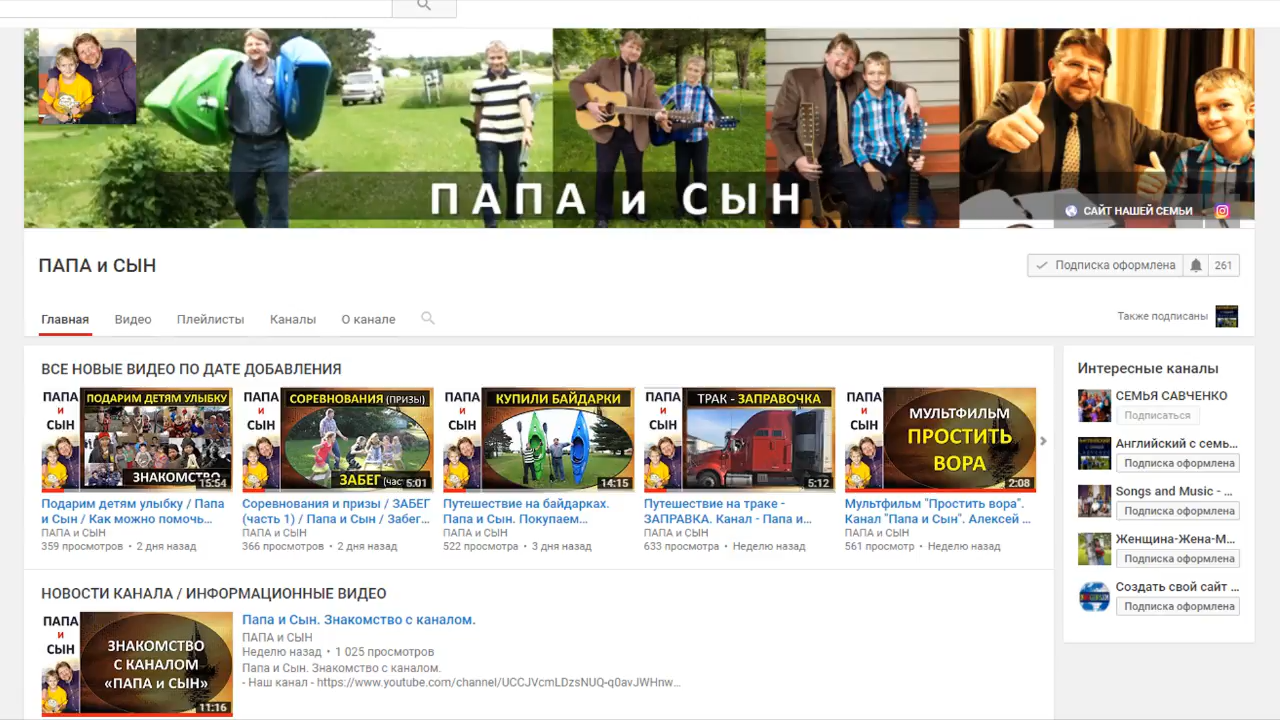 ПАПА и СЫН
САЙТ НАШЕЙ СЕМЬИ
ПАПА и СЫН
Подписка оформлена
261
Главная
Видео
Плейлисты
Каналы
О канале
Также подписаны
ВСЕ НОВЫЕ ВИДЕО ПО ДАТЕ ДОБАВЛЕНИЯ
ПАПА
и
СЫН
ПОДАРИМ ДЕТЯМ УЛЫБКУ
ЗНАКОМСТВО
15:54
Подарим детям улыбку / Папа
и Сын / Как можно помочь...
ПАПА и СЫН
359 просмотров • 2 дня назад
ПАПА
и
СЫН
СОРЕВНОВАНИЯ (ПРИЗЫ)
ЗАБЕГ (час
5:01
Соревнования и призы / ЗАБЕГ
(часть 1) / Папа и Сын / Забег...
ПАПА и СЫН
366 просмотров • 2 дня назад
ПАПА
и
СЫН
КУПИЛИ БАЙДАРКИ
14:15
Путешествие на байдарках.
Папа и Сын. Покупаем...
ПАПА и СЫН
522 просмотра • 3 дня назад
ПАПА
и
СЫН
ТРАК - ЗАПРАВОЧКА
5:12
Путешествие на траке -
ЗАПРАВКА. Канал - Папа и...
ПАПА и СЫН
633 просмотра • Неделю назад
ПАПА
и
СЫН
МУЛЬТФИЛЬМ
ПРОСТИТЬ
ВОРА
2:08
Мультфильм "Простить вора".
Канал "Папа и Сын". Алексей ...
ПАПА и СЫН
561 просмотр • Неделю назад
НОВОСТИ КАНАЛА / ИНФОРМАЦИОННЫЕ ВИДЕО
ПАПА
и
СЫН
ЗНАКОМСТВО
С КАНАЛОМ
«ПАПА и СЫН»
11:16
Папа и Сын. Знакомство с каналом.
ПАПА и СЫН
Неделю назад • 1 025 просмотров
Папа и Сын. Знакомство с каналом.
- Наш канал - https://www.youtube.com/channel/UCCJVcmLDzsNUQ-q0avJWHnw...
Интересные каналы
СЕМЬЯ САВЧЕНКО
Подписаться
Английский с семь...
Подписка оформлена
Songs and Music - ...
Подписка оформлена
Женщина-Жена-М...
Подписка оформлена
Создать свой сайт ...
Подписка оформлена